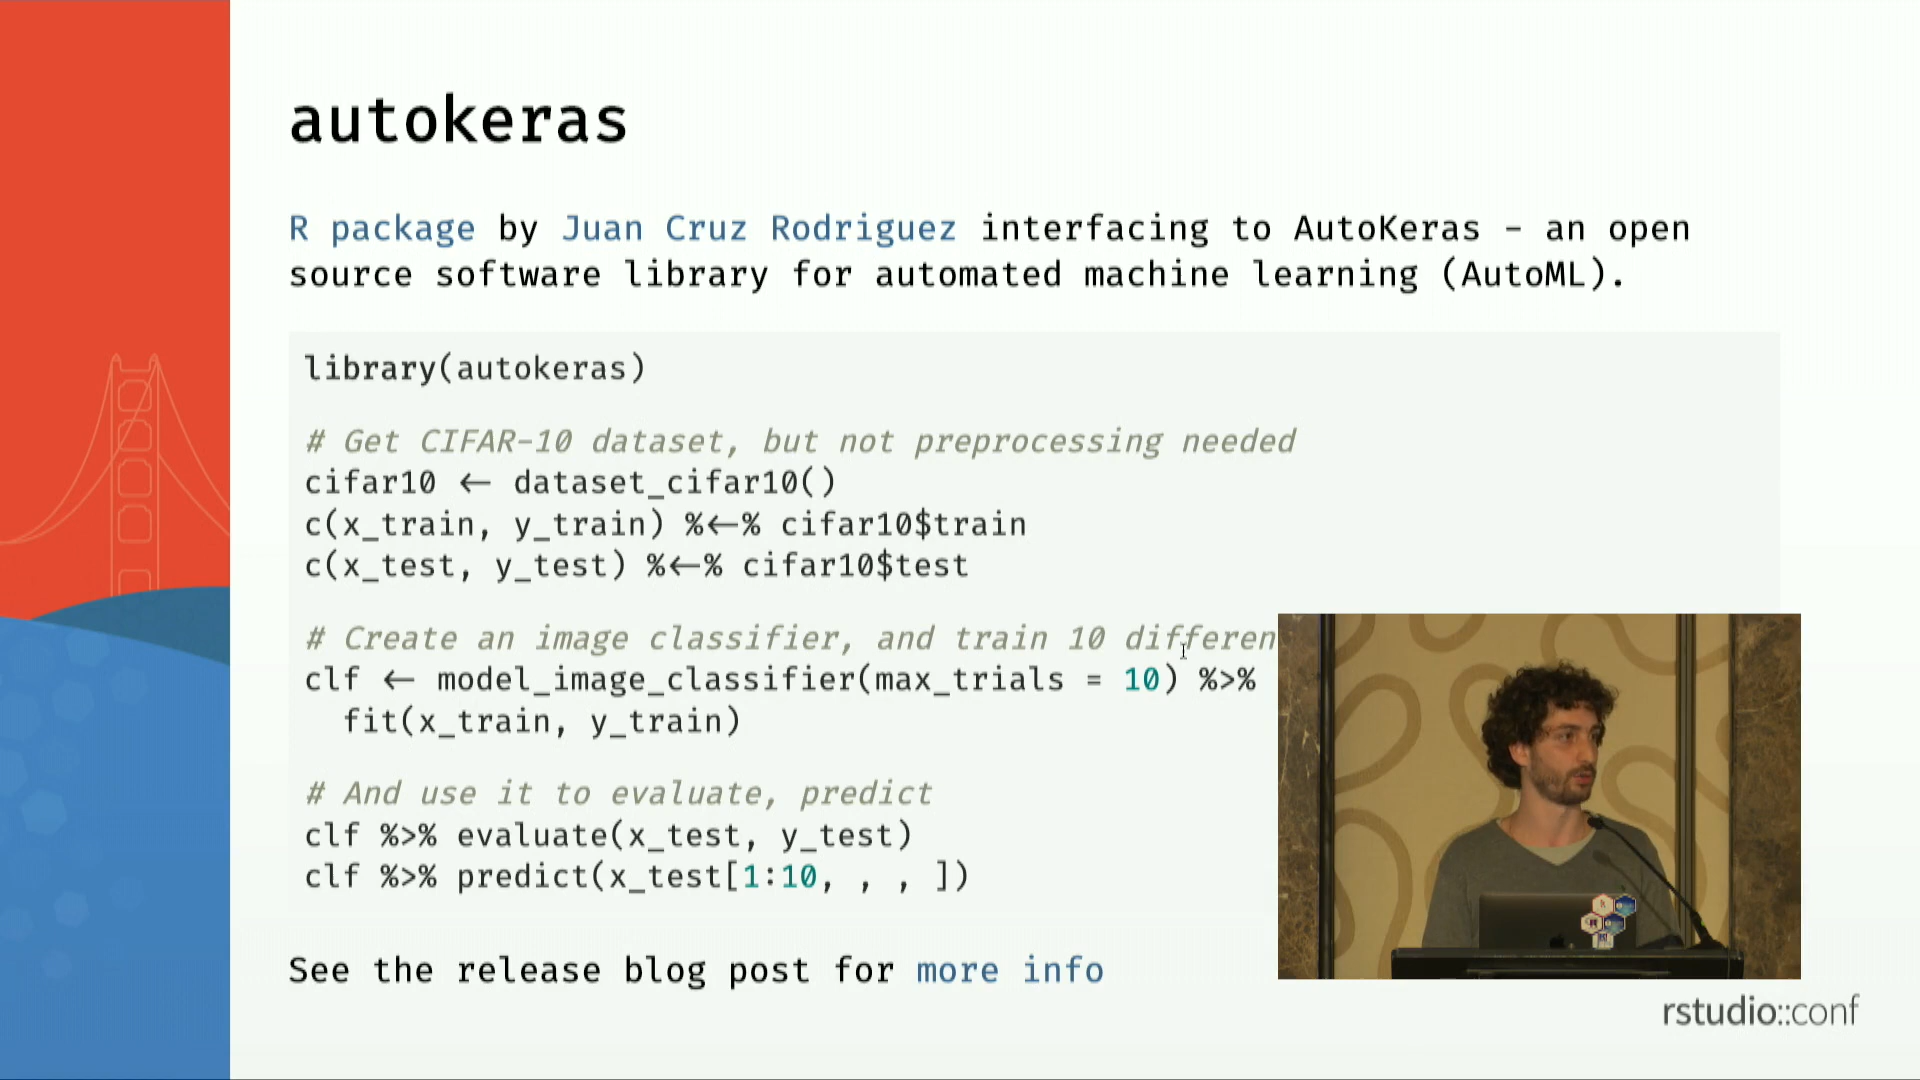 autokeras
R package by Juan Cruz Rodriguez interfacing to AutoKeras – an open
source software library for automated machine learning (AutoML).
library(autokeras)
# Get CIFAR-10 dataset, but not preprocessing needed
cifar10 <- dataset_cifar10()
c(x_train, y_train) %<-% cifar10$train
c(x_test, y_test) %<-% cifar10$test
# Create an image classifier, and train 10 differen
clf <- model_image_classifier(max_trials = 10) %>%
fit(x_train, y_train)
# And use it to evaluate, predict
clf %>% evaluate(x_test, y_test)
clf %>% predict(x_test[1:10, , , ])
See the release blog post for more info
rstudio::conf